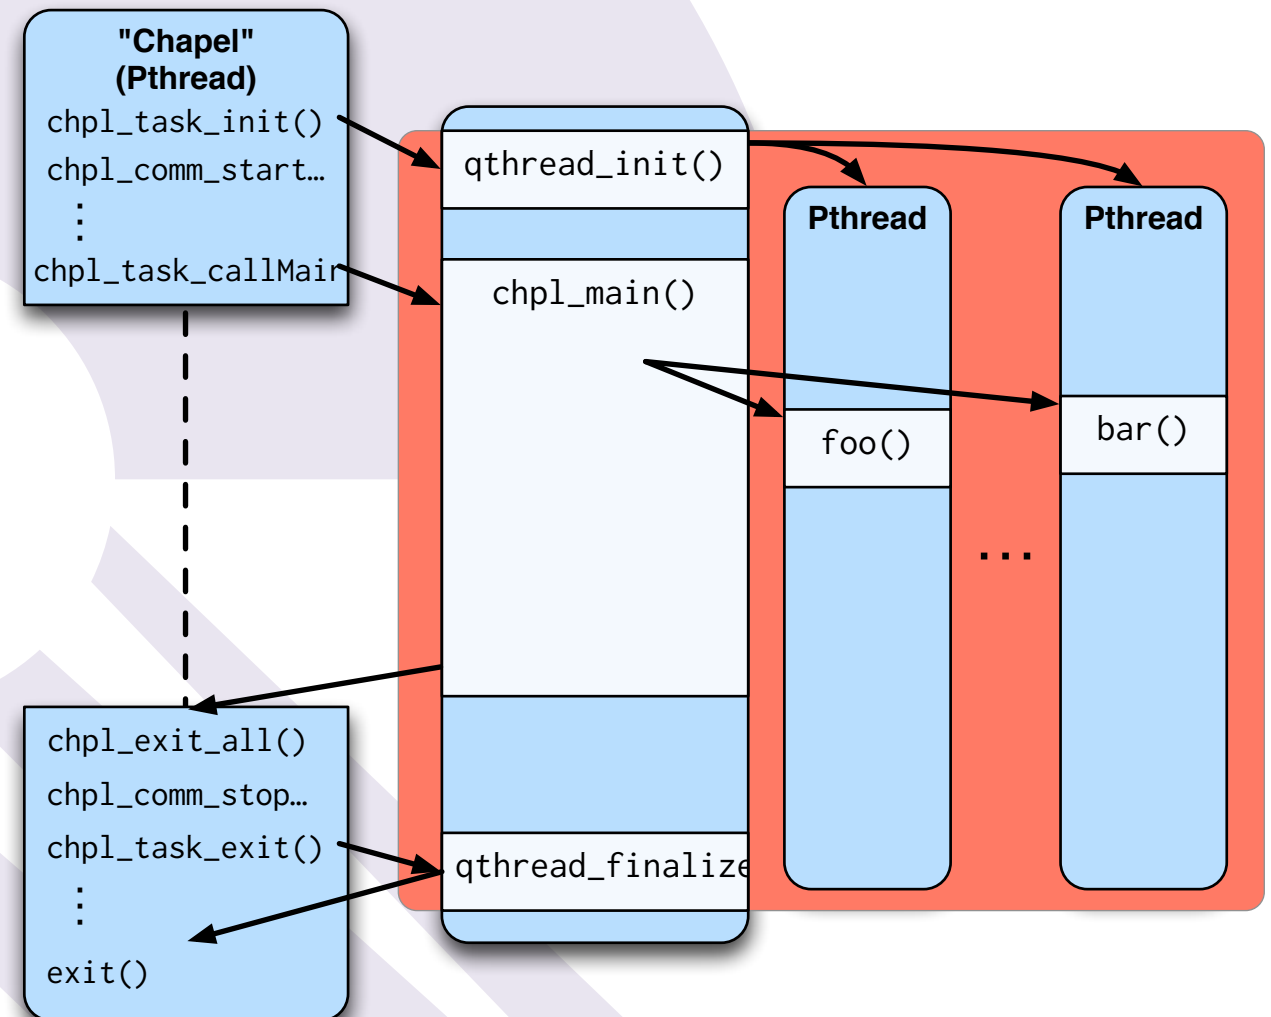 "Chapel"
(Pthread)
chpl_task_init()
chpl_comm_start…
⋮
chpl_task_callMain
qthread_init()
chpl_main()
Pthread
foo()
...
Pthread
bar()
chpl_exit_all()
chpl_comm_stop…
chpl_task_exit()
⋮
exit()
qthread_finalize